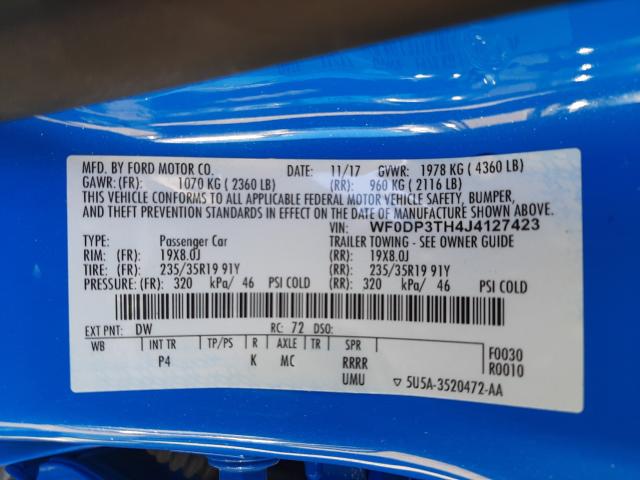 MFD. BY FORD MOTOR CO. DATE: 11/17 GVWR: 1978 KG ( 4360 LB)
GAWR: (FR): 1070 KG ( 2360 LB) (RR): 960 KG ( 2116 LB)
THIS VEHICLE CONFORMS TO ALL APPLICABLE FEDERAL MOTOR VEHICLE SAFETY, BUMPER,
AND THEFT PREVENTION STANDARDS IN EFFECT ON THE DATE OF MANUFACTURE SHOWN ABOVE.
VIN: WF0DP3TH4J4127423
TYPE: Passenger Car TRAILER TOWING - SEE OWNER GUIDE
RIM: (FR): 19X8.0J (RR): 19X8.0J
TIRE: (FR): 235/35R19 91Y (RR): 235/35R19 91Y
PRESSURE: (FR): 320 kPa/ 46 PSI COLD (RR): 320 kPa/ 46 PSI COLD
EXT PNT: DW RC: 72 DSO:
WB INT TR TP/PS R AXLE TR SPR F0030
P4 K MC RRRR R0010
UMU ▽ 5U5A-3520472-AA